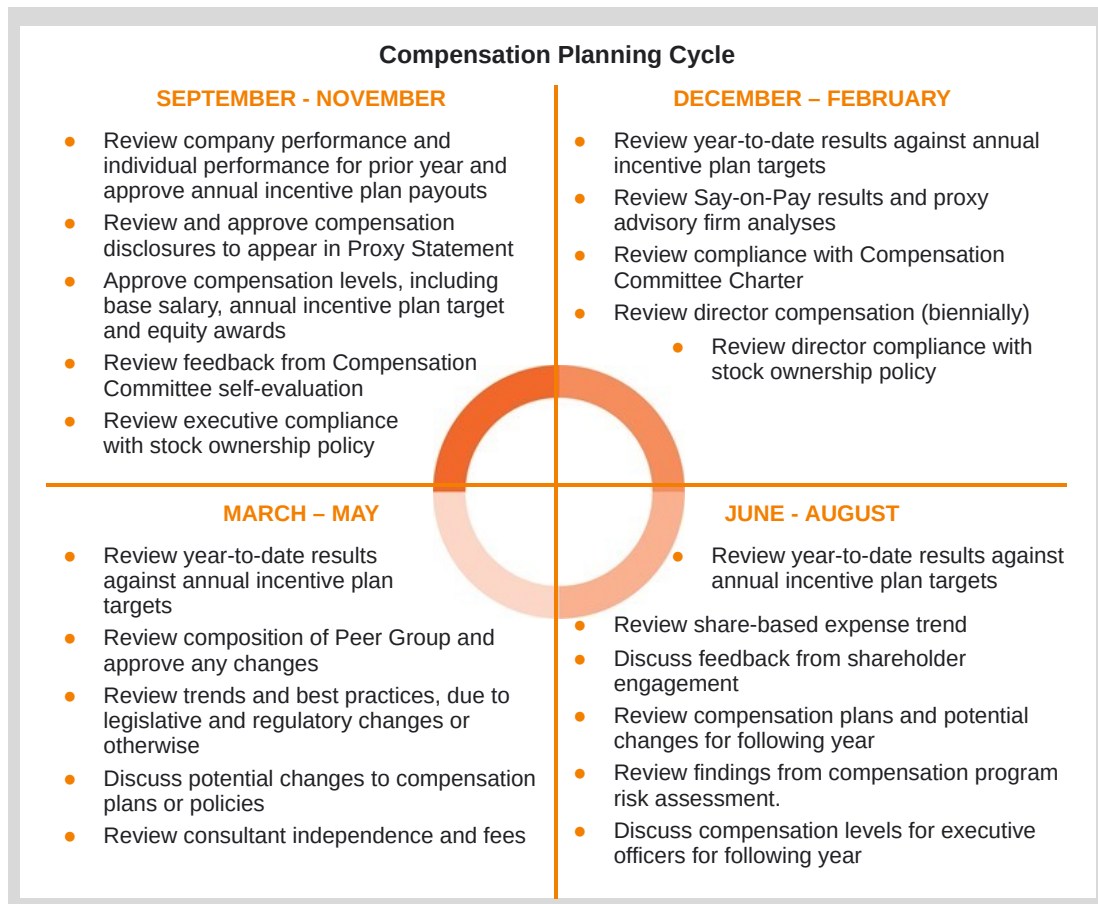 Compensation Planning Cycle
SEPTEMBER - NOVEMBER
● Review company performance and
individual performance for prior year and
approve annual incentive plan payouts
● Review and approve compensation
disclosures to appear in Proxy Statement
● Approve compensation levels, including
base salary, annual incentive plan target
and equity awards
● Review feedback from Compensation
Committee self-evaluation
● Review executive compliance
with stock ownership policy
DECEMBER – FEBRUARY
● Review year-to-date results against annual
incentive plan targets
● Review Say-on-Pay results and proxy
advisory firm analyses
● Review compliance with Compensation
Committee Charter
● Review director compensation (biennially)
● Review director compliance with
stock ownership policy
MARCH – MAY
● Review year-to-date results
against annual incentive plan
targets
● Review composition of Peer Group and
approve any changes
● Review trends and best practices, due to
legislative and regulatory changes or
otherwise
● Discuss potential changes to compensation
plans or policies
● Review consultant independence and fees
JUNE - AUGUST
● Review year-to-date results against
annual incentive plan targets
● Review share-based expense trend
● Discuss feedback from shareholder
engagement
● Review compensation plans and potential
changes for following year
● Review findings from compensation program
risk assessment.
● Discuss compensation levels for executive
officers for following year